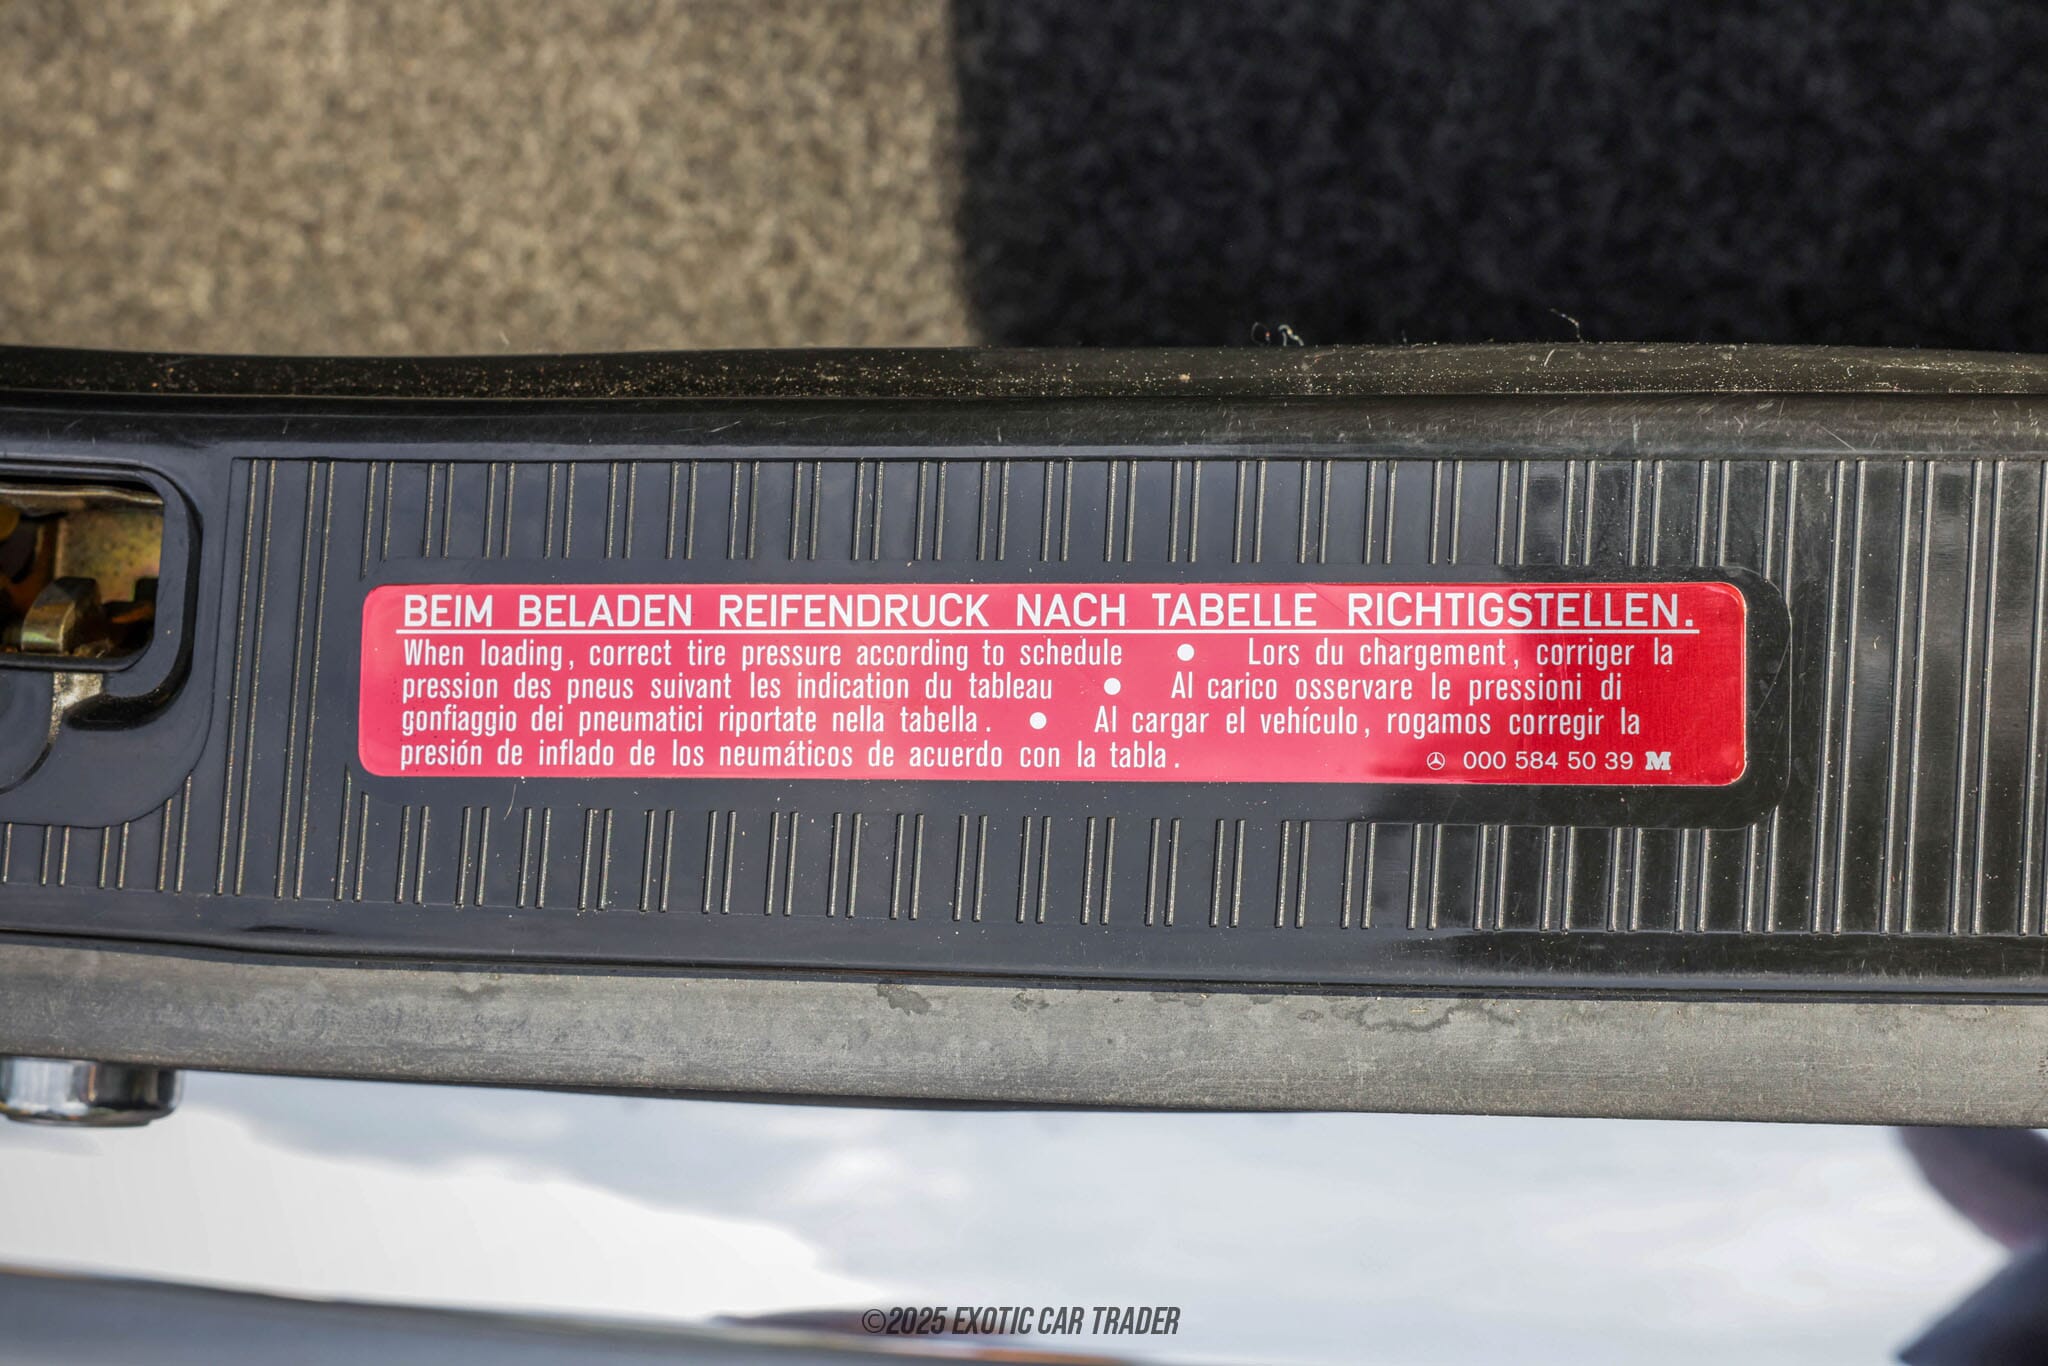 BEIM BELADEN REIFENDRUCK NACH TABELLE RICHTIGSTELLEN.
When loading, correct tire pressure according to schedule ● Lors du chargement, corriger la
pression des pneus suivant les indication du tableau ● Al carico osservare le pressioni di
gonfiaggio dei pneumatici riportate nella tabella. ● Al cargar el vehículo, rogamos corregir la
presión de inflado de los neumáticos de acuerdo con la tabla.
000 584 50 39 M
©2025 EXOTIC CAR TRADER